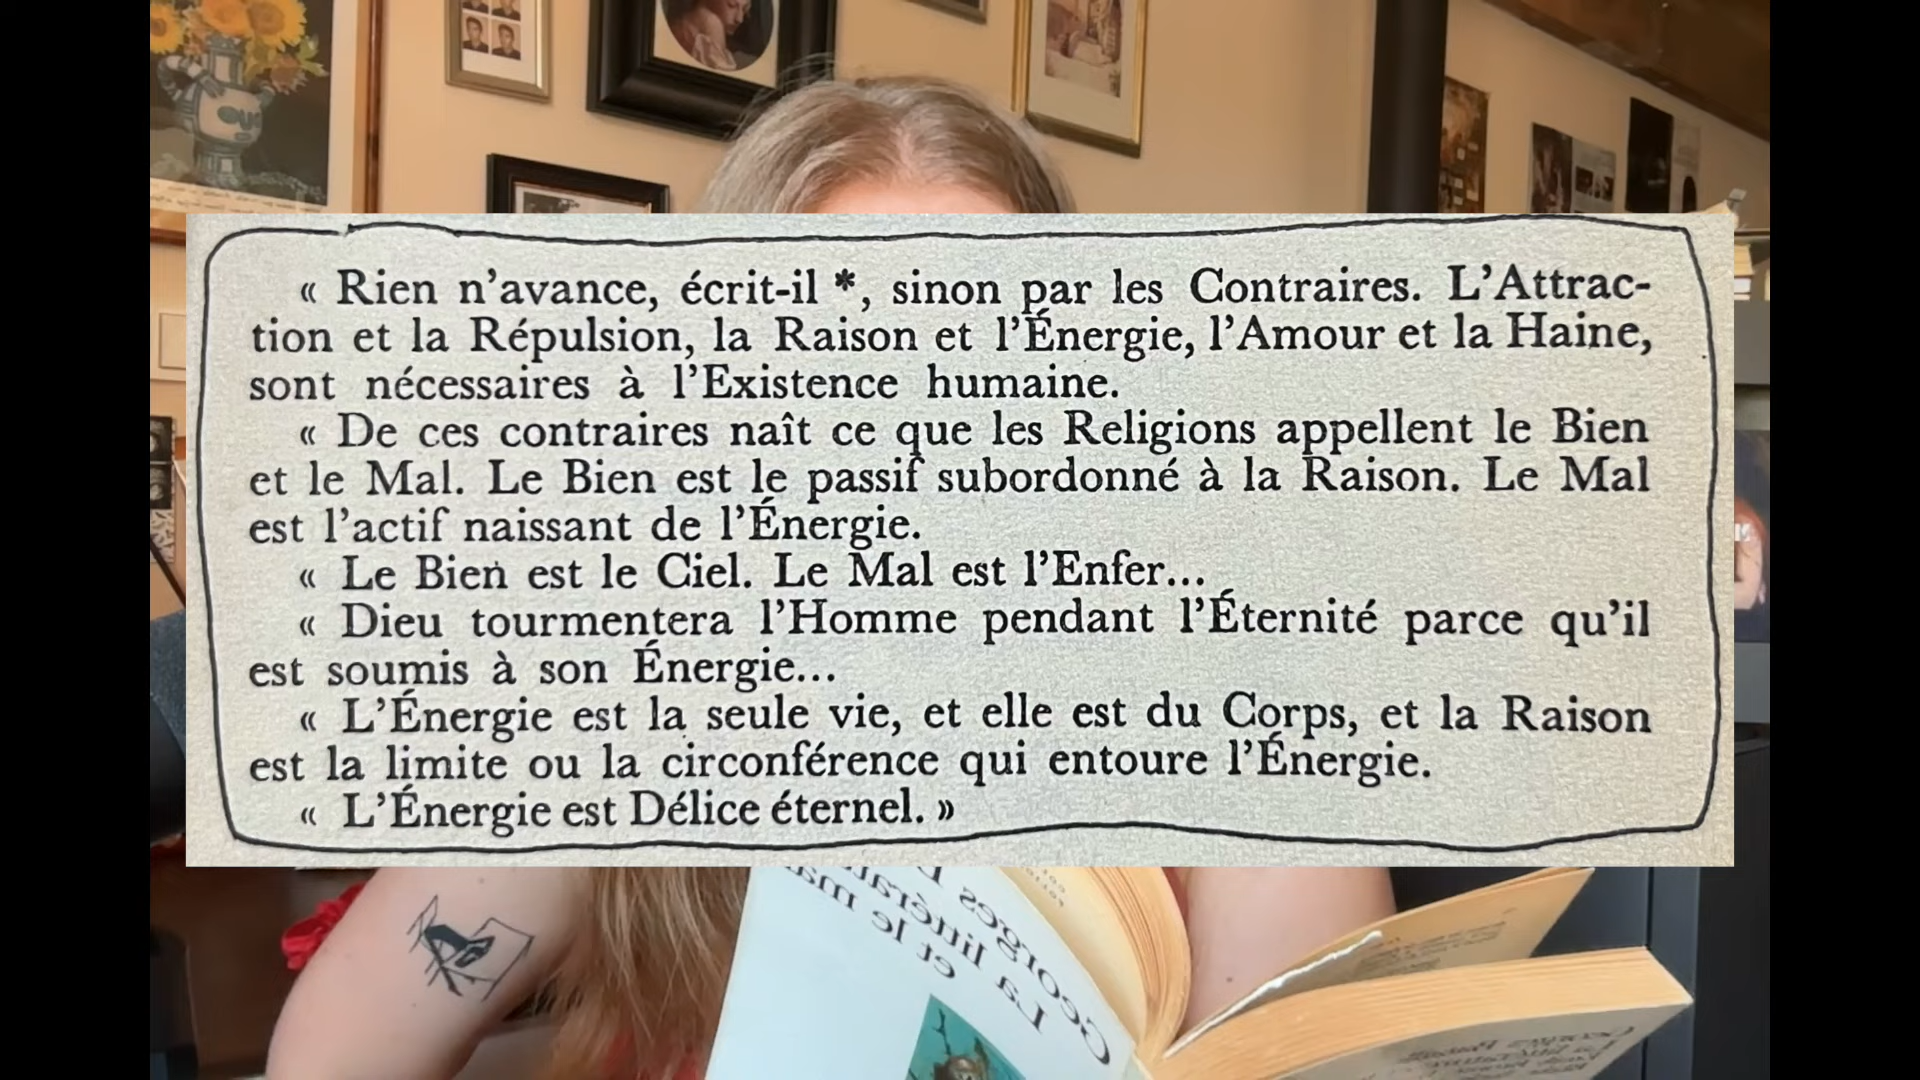 « Rien n’avance, écrit-il *, sinon par les Contraires. L’Attrac-
tion et la Répulsion, la Raison et l’Énergie, l’Amour et la Haine,
sont nécessaires à l’Existence humaine.
« De ces contraires naît ce que les Religions appellent le Bien
et le Mal. Le Bien est le passif subordonné à la Raison. Le Mal
est l’actif naissant de l’Énergie.
« Le Bien est le Ciel. Le Mal est l’Enfer...
« Dieu tourmentera l’Homme pendant l’Éternité parce qu’il
est soumis à son Énergie...
« L’Énergie est la seule vie, et elle est du Corps, et la Raison
est la limite ou la circonférence qui entoure l’Énergie.
« L’Énergie est Délice éternel. »
Georges
La littérat
et le ma